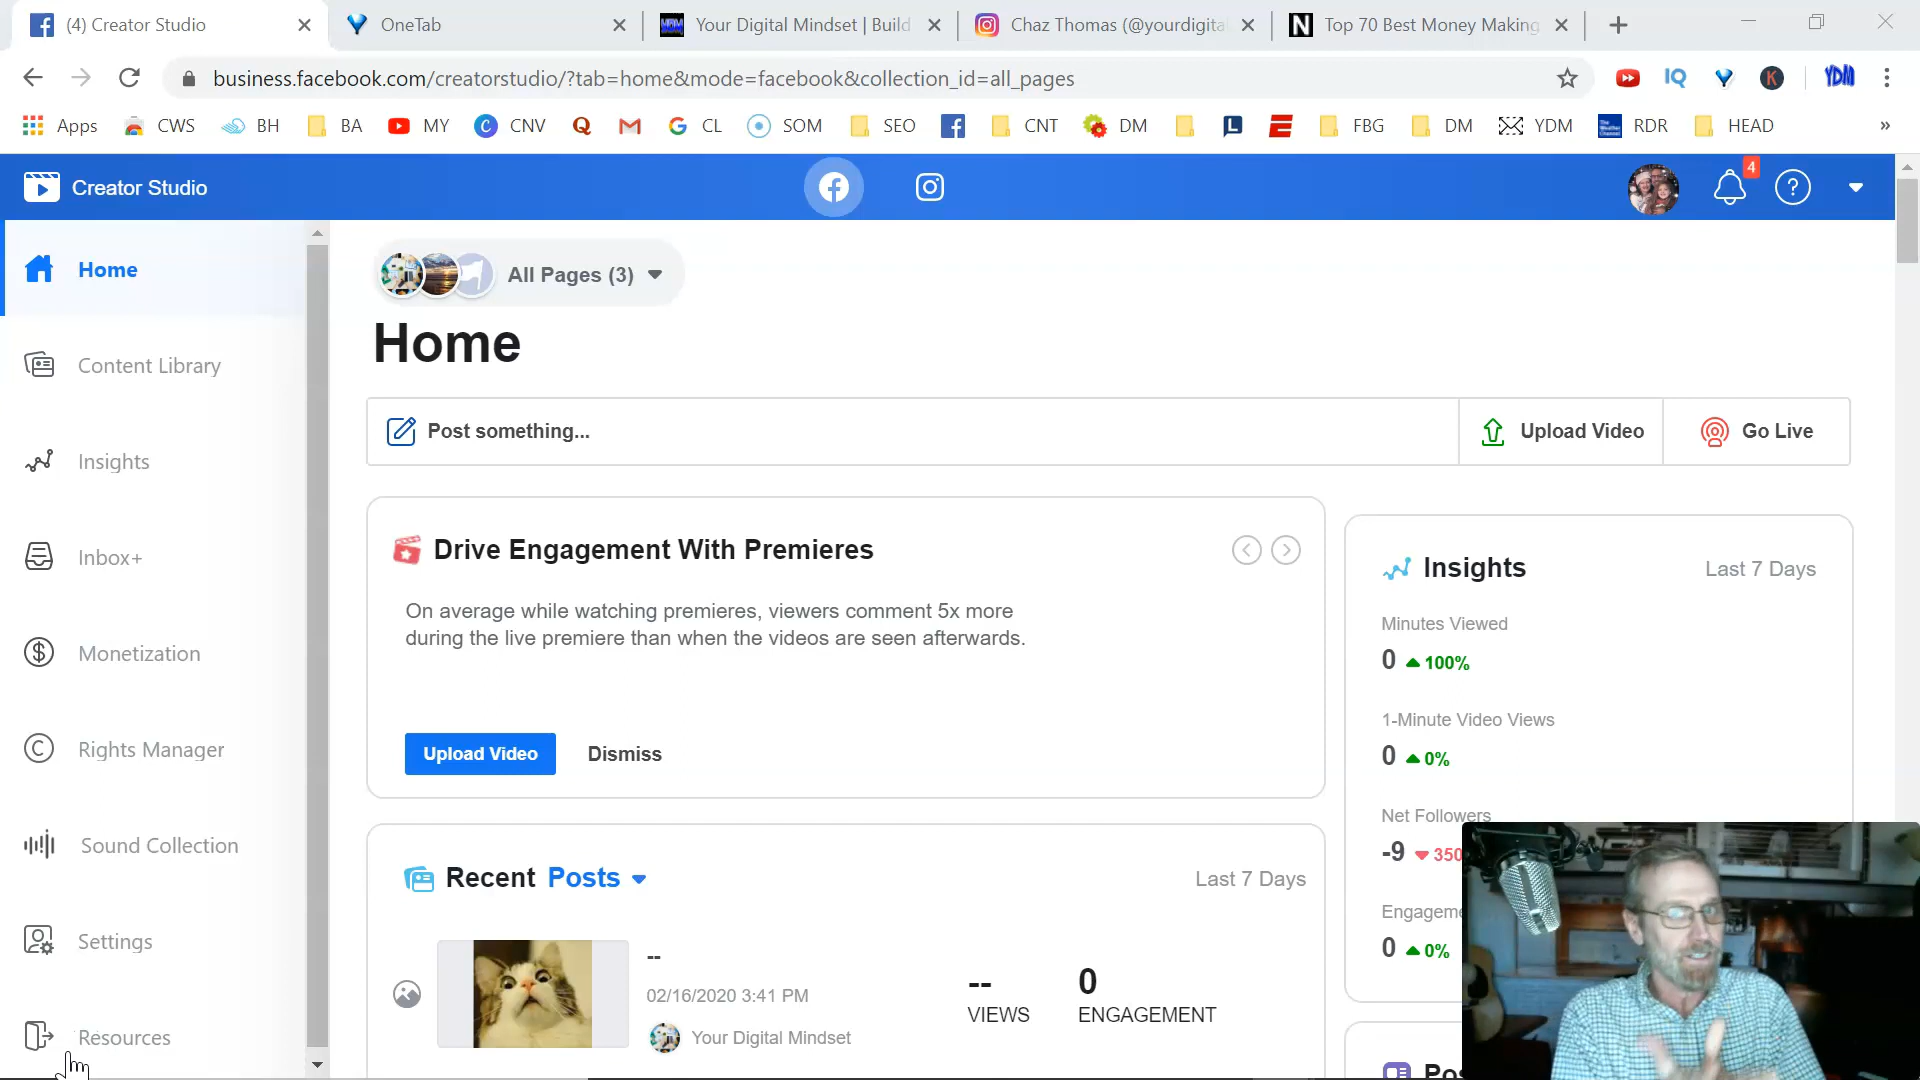 (4) Creator Studio
OneTab
Your Digital Mindset | Build
Chaz Thomas (@yourdigita
Top 70 Best Money Making
business.facebook.com/creatorstudio/?tab=home&mode=facebook&collection_id=all_pages
IQ
K
YDM
Apps
CWS
BH
BA
MY
CNV
CL
SOM
SEO
CNT
DM
FBG
DM
YDM
RDR
HEAD
»
Creator Studio
4
Home
Content Library
Insights
Inbox+
Monetization
Rights Manager
Sound Collection
Settings
Resources
All Pages (3)
Home
Post something...
Upload Video
Go Live
Drive Engagement With Premieres
On average while watching premieres, viewers comment 5x more
during the live premiere than when the videos are seen afterwards.
Upload Video
Dismiss
Recent Posts
Last 7 Days
--
02/16/2020 3:41 PM
Your Digital Mindset
--
VIEWS
0
ENGAGEMENT
Insights
Last 7 Days
Minutes Viewed
0 100%
1-Minute Video Views
0 0%
Net Followers
-9 350
Engageme
0 0%
Pos